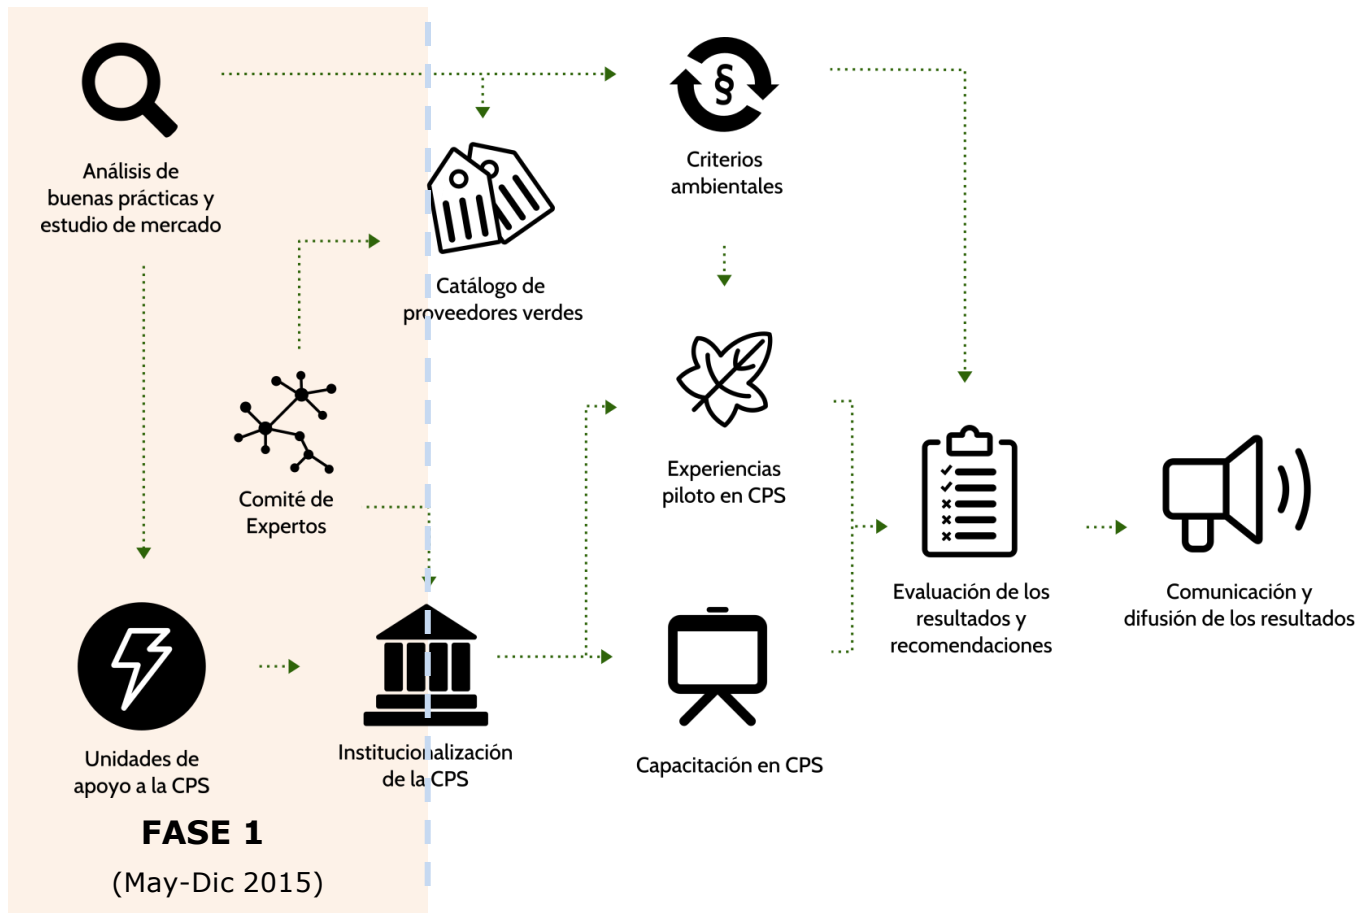 §
Análisis de
buenas prácticas y
estudio de mercado
Criterios
ambientales
Catálogo de
proveedores verdes
Comité de
Expertos
Experiencias
piloto en CPS
Evaluación de los
resultados y
recomendaciones
Comunicación y
difusión de los resultados
Unidades de
apoyo a la CPS
Institucionalización
de la CPS
Capacitación en CPS
FASE 1
(May-Dic 2015)